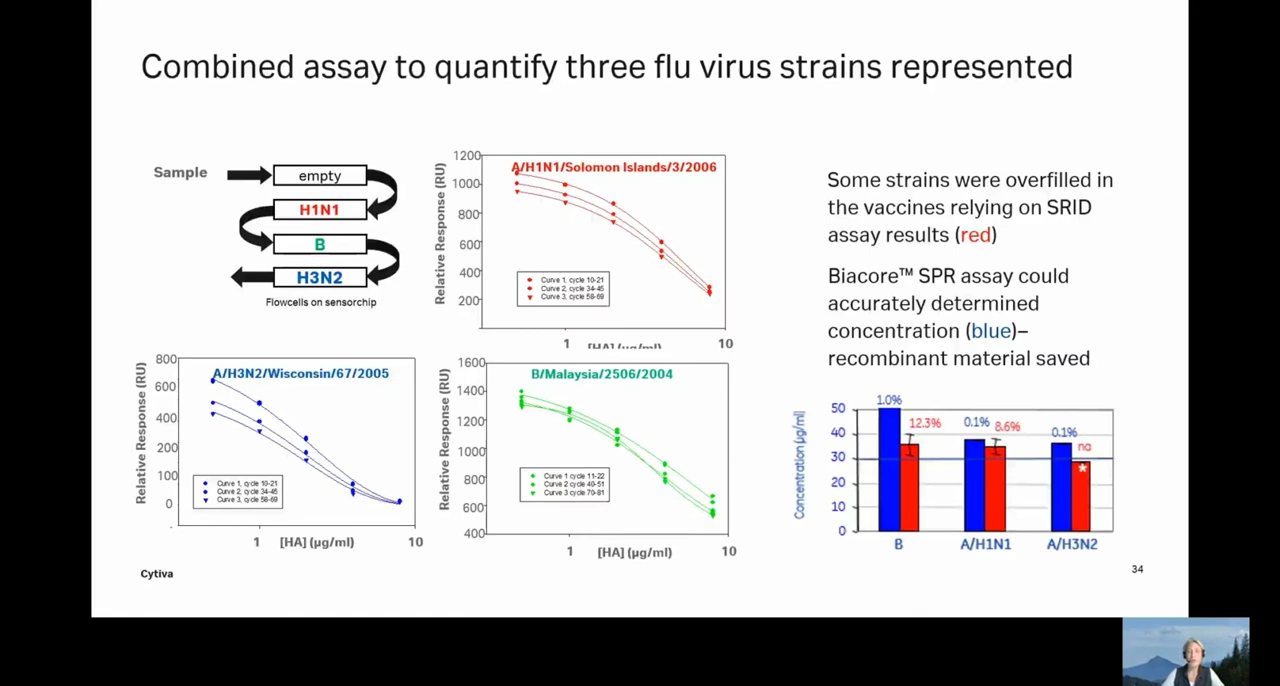 Combined assay to quantify three flu virus strains represented
Sample
empty
H1N1
B
H3N2
Flowcells on sensorchip
A/H1N1/Solomon Islands/3/2006
Relative Response (RU)
1200
1000
800
600
400
200
Curve 1, cycle 10-21
Curve 2, cycle 34-45
Curve 3, cycle 58-69
1
[HA] (µg/ml)
10
Some strains were overfilled in
the vaccines relying on SRID
assay results (red)
Biacore™ SPR assay could
accurately determined
concentration (blue)–
recombinant material saved
A/H3N2/Wisconsin/67/2005
Relative Response (RU)
800
600
400
200
100
0
Curve 1, cycle 10-21
Curve 2, cycle 34-45
Curve 3, cycle 58-69
1
[HA] (µg/ml)
10
B/Malaysia/2506/2004
Relative Response (RU)
1600
1400
1200
1000
800
600
400
Curve 1 cycle 11-22
Curve 2 cycle 40-51
Curve 3 cycle 70-81
1
[HA] (µg/ml)
10
Concentration (µg/ml)
50
40
30
20
10
0
1.0%
12.3%
0.1%
8.6%
0.1%
na
*
B
A/H1N1
A/H3N2
Cytiva
34